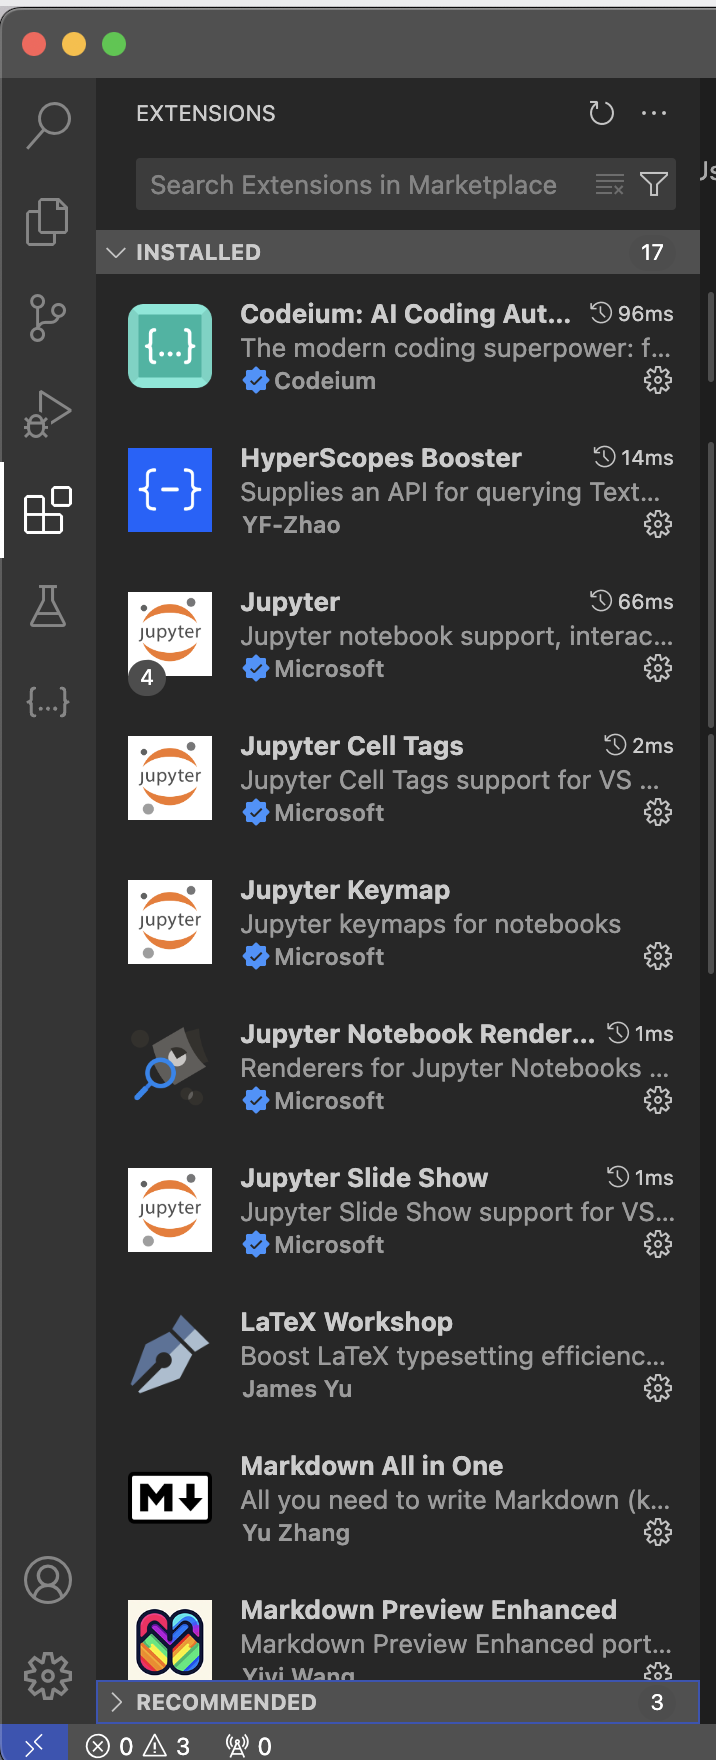 EXTENSIONS
Search Extensions in Marketplace
Us
INSTALLED 17
{...} Codeium: AI Coding Aut... 96ms
The modern coding superpower: f...
Codeium
{-} HyperScopes Booster 14ms
Supplies an API for querying Text...
YF-Zhao
jupyter Jupyter 66ms
Jupyter notebook support, interac...
4 Microsoft
{...}
jupyter Jupyter Cell Tags 2ms
Jupyter Cell Tags support for VS ...
Microsoft
jupyter Jupyter Keymap
Jupyter keymaps for notebooks
Microsoft
Jupyter Notebook Render... 1ms
Renderers for Jupyter Notebooks ...
Microsoft
jupyter Jupyter Slide Show 1ms
Jupyter Slide Show support for VS...
Microsoft
LaTeX Workshop
Boost LaTeX typesetting efficienc...
James Yu
M Markdown All in One
All you need to write Markdown (k...
Yu Zhang
Markdown Preview Enhanced
Markdown Preview Enhanced port...
Yiyi Wang
RECOMMENDED 3
0 3 0